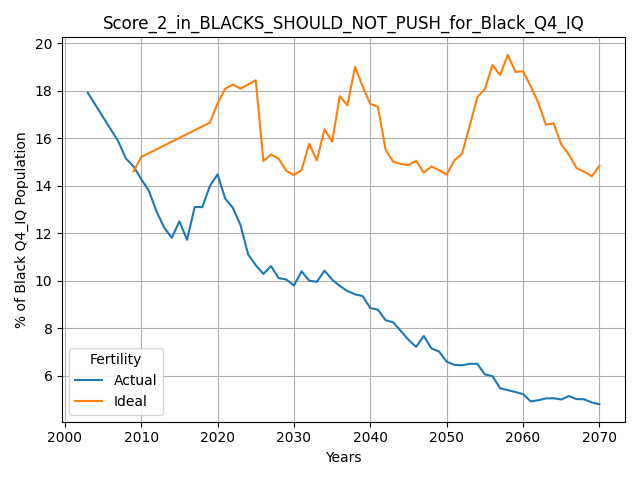 Score_2_in_BLACKS_SHOULD_NOT_PUSH_for_Black_Q4_IQ
% of Black Q4_IQ Population
20
18
16
14
12
10
8
6
Fertility
Actual
Ideal
2000 2010 2020 2030 2040 2050 2060 2070
Years